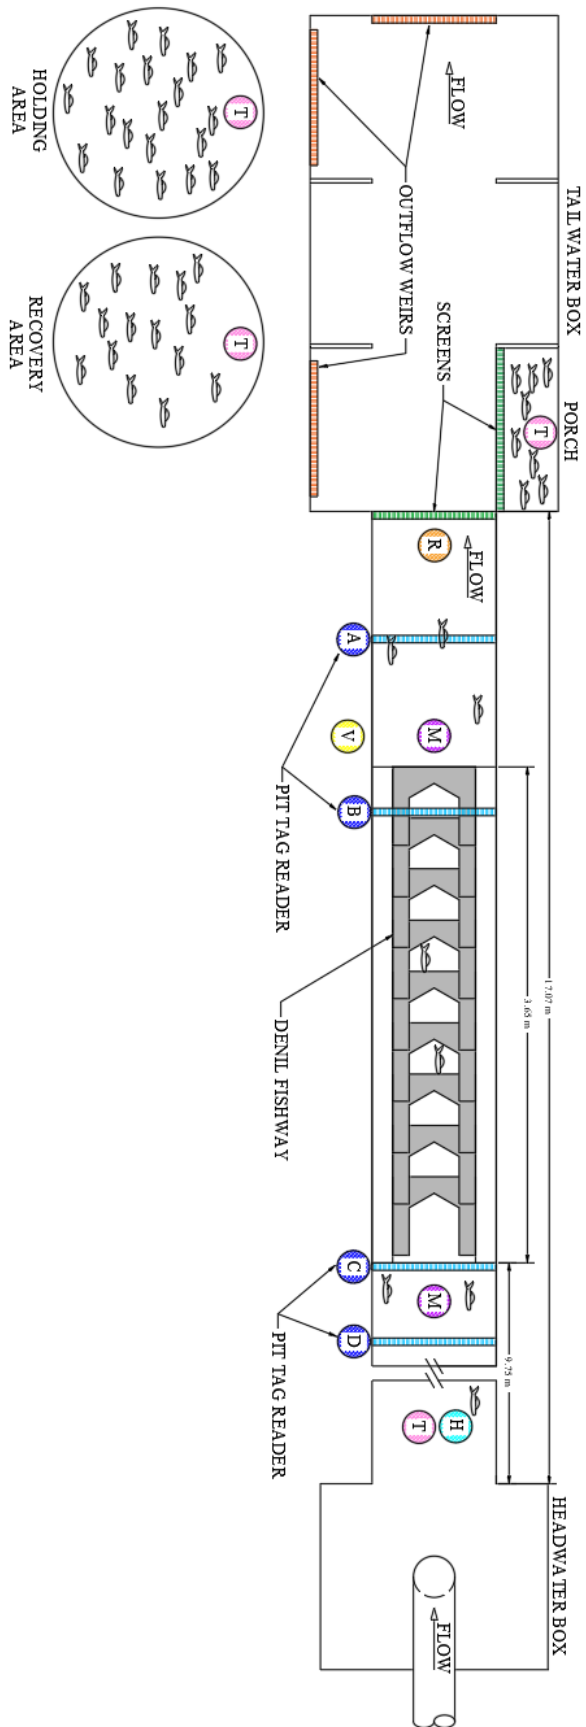 TAILWATER BOX
PORCH
HEADWATER BOX
FLOW
OUTFLOW WEIRS
SCREENS
T
FLOW
R
17.07 m
3.65 m
9.75 m
A
M
V
B
PIT TAG READER
DENIL FISHWAY
C
M
D
PIT TAG READER
H
T
FLOW
T
HOLDING
AREA
T
RECOVERY
AREA